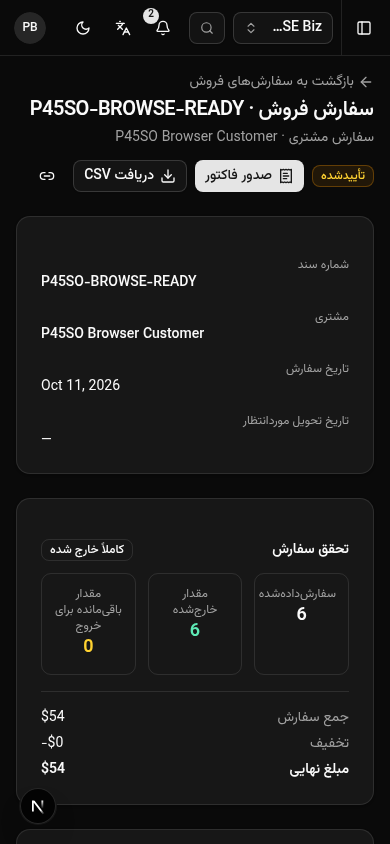 PB
2
...SE Biz
بازگشت به سفارش‌های فروش
سفارش فروش · P45SO-BROWSE-READY
سفارش مشتری · P45SO Browser Customer
تأییدشده
صدور فاکتور
دریافت CSV
شماره سند
P45SO-BROWSE-READY
مشتری
P45SO Browser Customer
تاریخ سفارش
Oct 11, 2026
تاریخ تحویل موردانتظار
—
تحقق سفارش
کاملاً خارج شده
سفارش‌داده‌شده
6
مقدار
خارج‌شده
6
مقدار
باقی‌مانده برای
خروج
0
جمع سفارش
$54
تخفیف
-$0
مبلغ نهایی
$54
N